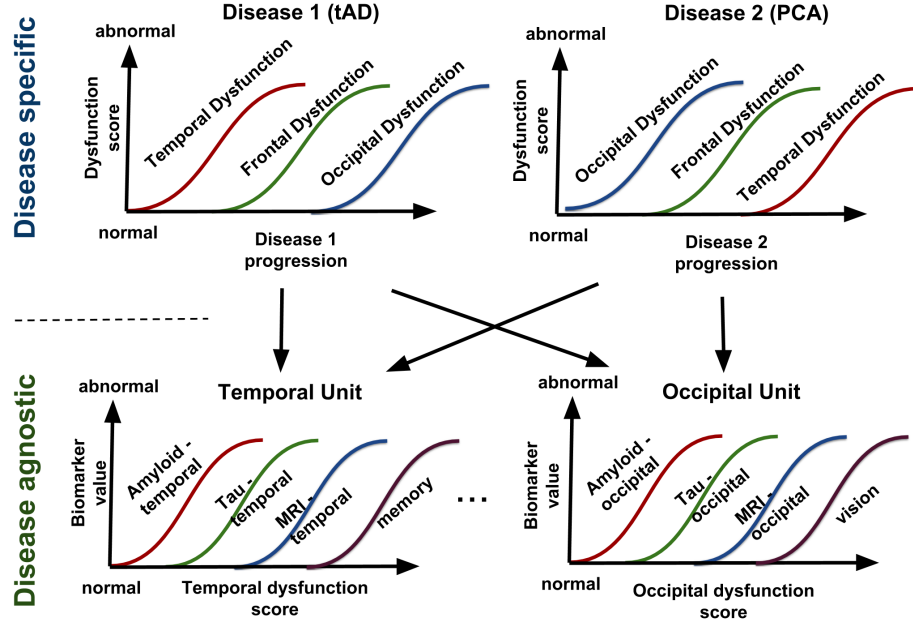 Disease specific
Disease 1 (tAD)
abnormal
Dysfunction
score
Temporal Dysfunction
Frontal Dysfunction
Occipital Dysfunction
normal
Disease 1
progression
Disease 2 (PCA)
abnormal
Dysfunction
score
Occipital Dysfunction
Frontal Dysfunction
Temporal Dysfunction
normal
Disease 2
progression
Disease agnostic
Temporal Unit
abnormal
Biomarker
value
Amyloid -
temporal
Tau -
temporal
MRI -
temporal
memory
normal
Temporal dysfunction
score
...
Occipital Unit
abnormal
Biomarker
value
Amyloid -
occipital
Tau -
occipital
MRI -
occipital
vision
normal
Occipital dysfunction
score